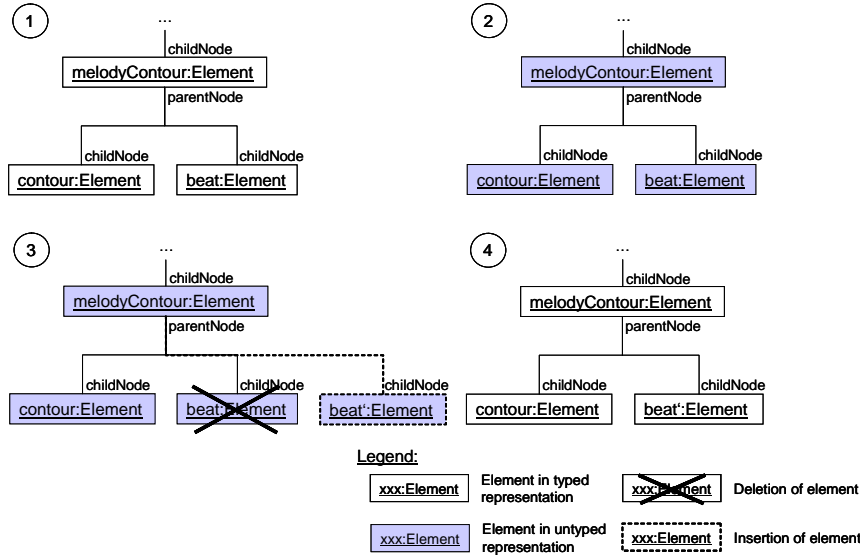 1
...
childNode
melodyContour:Element
parentNode
childNode childNode
contour:Element beat:Element
2
...
childNode
melodyContour:Element
parentNode
childNode childNode
contour:Element beat:Element
3
...
childNode
melodyContour:Element
parentNode
childNode childNode childNode
contour:Element beat:Element beat‘:Element
4
...
childNode
melodyContour:Element
parentNode
childNode childNode
contour:Element beat‘:Element
Legend:
xxx:Element Element in typed
representation
xxx:Element Deletion of element
xxx:Element Element in untyped
representation
xxx:Element Insertion of element